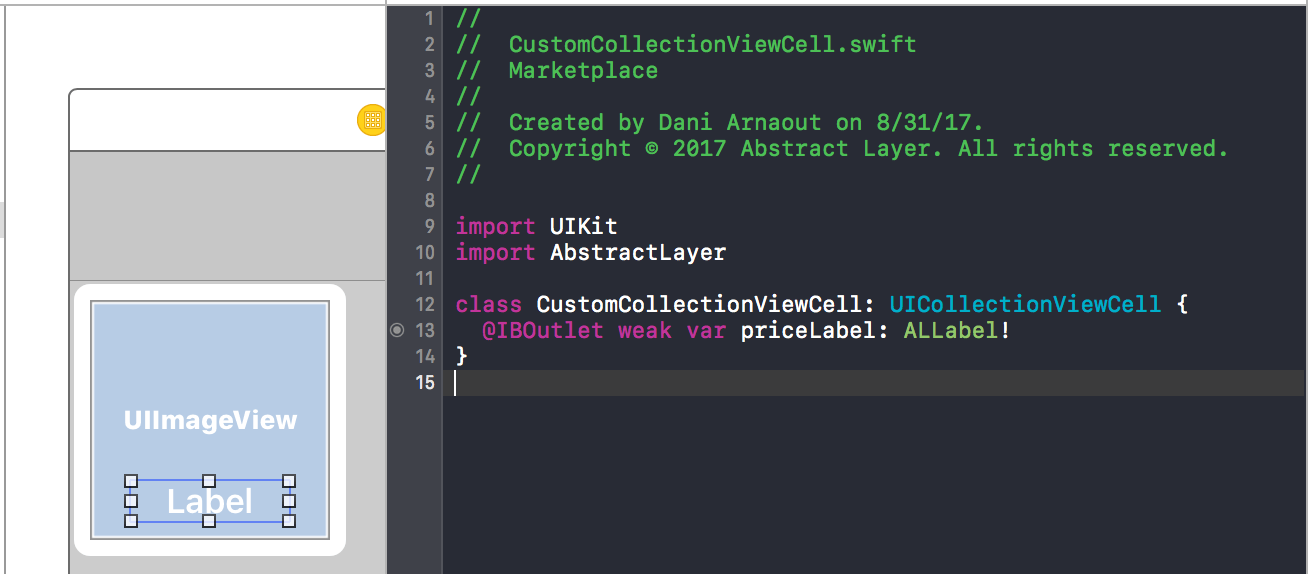 UIImageView
Label
1 //
2 //  CustomCollectionViewCell.swift
3 //  Marketplace
4 //
5 //  Created by Dani Arnaout on 8/31/17.
6 //  Copyright © 2017 Abstract Layer. All rights reserved.
7 //
8
9 import UIKit
10 import AbstractLayer
11
12 class CustomCollectionViewCell: UICollectionViewCell {
13   @IBOutlet weak var priceLabel: ALLabel!
14 }
15